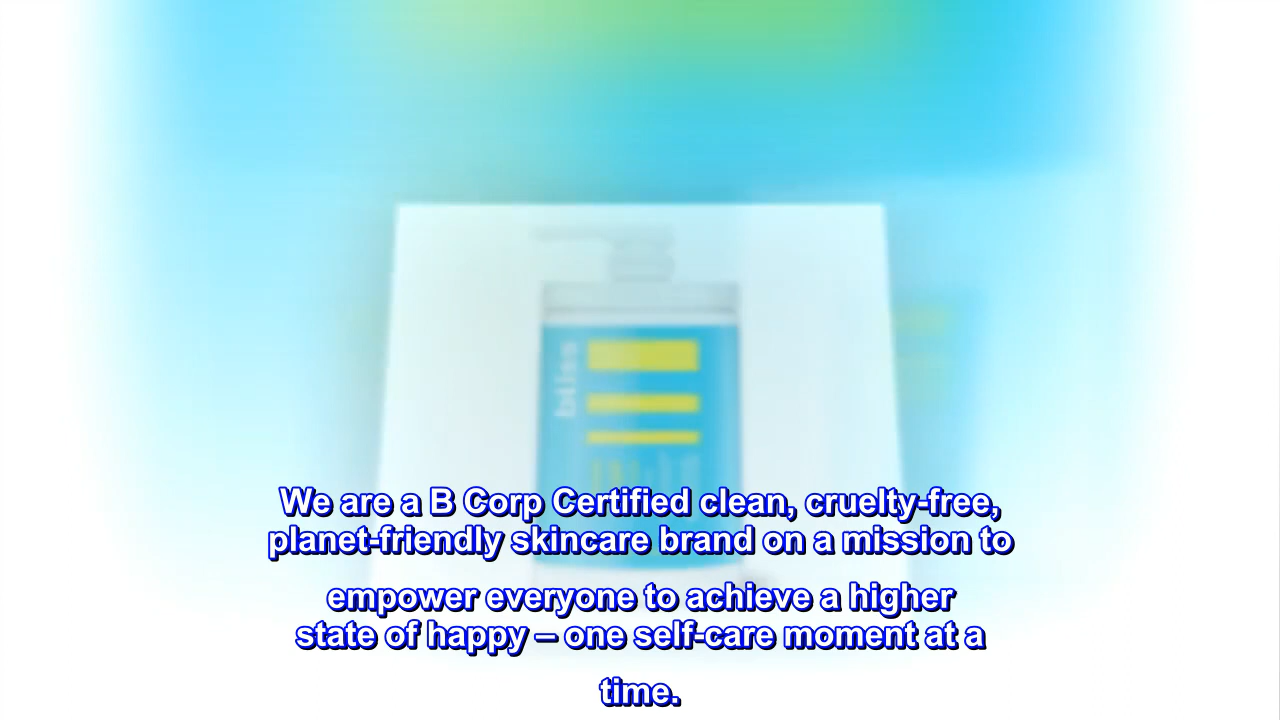 bliss
We are a B Corp Certified clean, cruelty-free,
planet-friendly skincare brand on a mission to
empower everyone to achieve a higher
state of happy – one self-care moment at a
time.